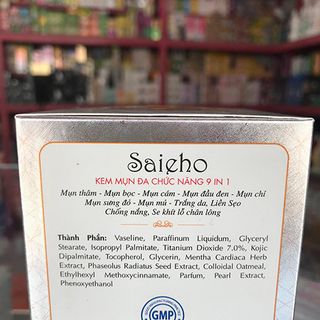 Saicho
KEM MỤN ĐA CHỨC NĂNG 9 IN 1
Mụn thâm - Mụn bọc - Mụn cám - Mụn đầu đen - Mụn chỉ
Mụn sưng đỏ - Mụn mủ - Trắng da, Liền Sẹo
Chống nắng, Se khít lỗ chân lông
Thành Phần: Vaseline, Paraffinum Liquidum, Glyceryl
Stearate, Isopropyl Palmitate, Titanium Dioxide 7.0%, Kojic
Dipalmitate, Tocopherol, Glycerin, Mentha Cardiaca Herb
Extract, Phaseolus Radiatus Seed Extract, Colloidal Oatmeal,
Ethylhexyl Methoxycinnamate, Parfum, Pearl Extract,
Phenoxyethanol
GMP